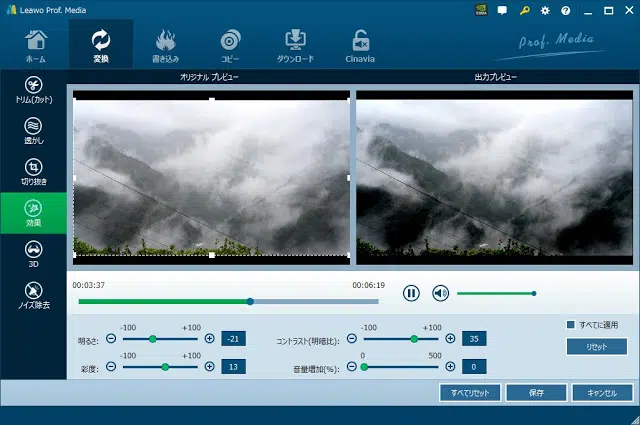 Leawo Prof. Media
ホーム
変換
書き込み
コピー
ダウンロード
Cinavia
Prof. Media
トリム(カット)
透かし
切り抜き
効果
3D
ノイズ除去
オリジナル プレビュー
出力プレビュー
00:03:37
00:06:19
-100 +100
明るさ: -21
-100 +100
コントラスト(明暗比): 35
すべてに適用
リセット
-100 +100
彩度: 13
0 500
音量増加(%): 0
すべてリセット
保存
キャンセル